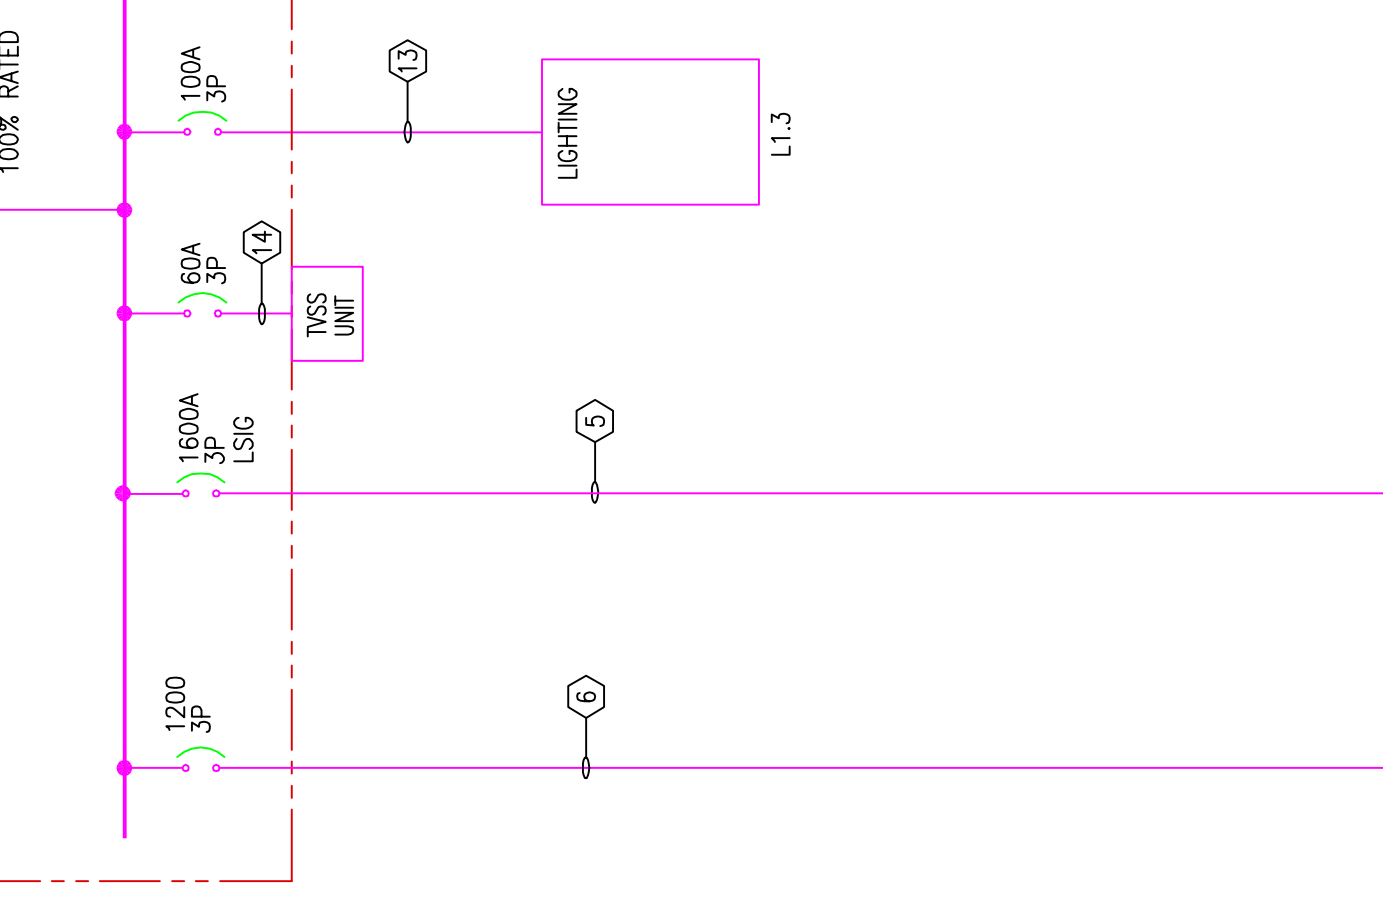 100% RATED
100A
3P
13
LIGHTING
L1.3
60A
3P
14
TVSS
UNIT
1600A
3P
LSIG
5
1200
3P
6